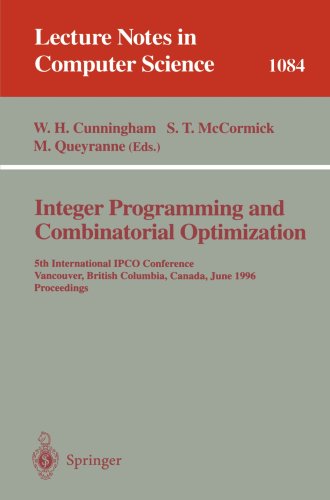 Lecture Notes in
Computer Science 1084
W. H. Cunningham S. T. McCormick
M. Queyranne (Eds.)
Integer Programming and
Combinatorial Optimization
5th International IPCO Conference
Vancouver, British Columbia, Canada, June 1996
Proceedings
Springer